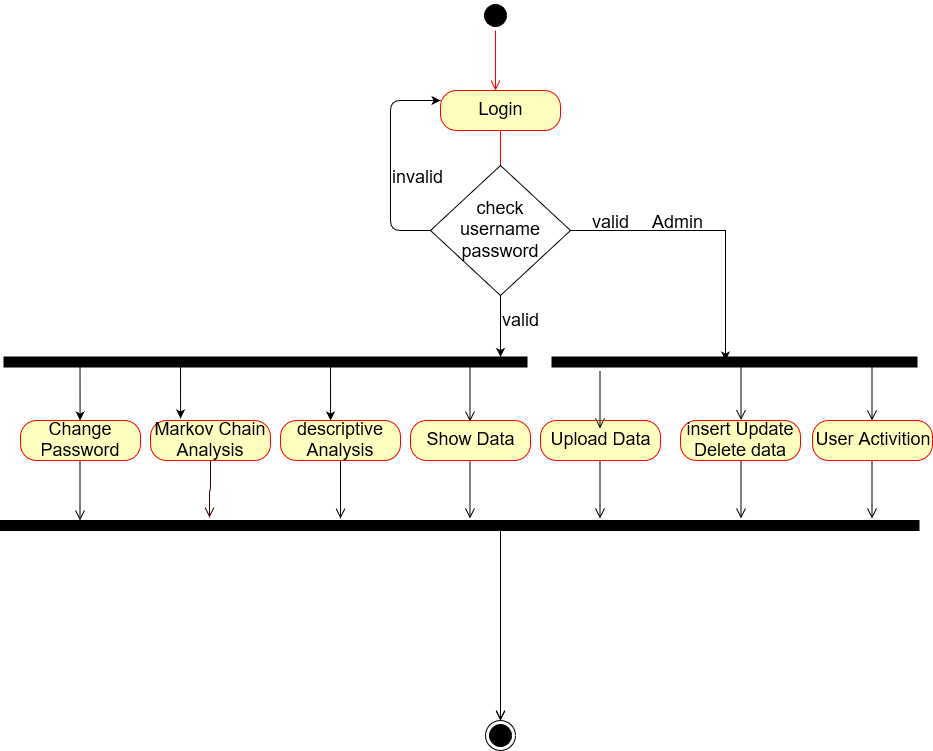 Login
invalid
check
username
password
valid Admin
valid
Change
Password
Markov Chain
Analysis
descriptive
Analysis
Show Data
Upload Data
insert Update
Delete data
User Activition